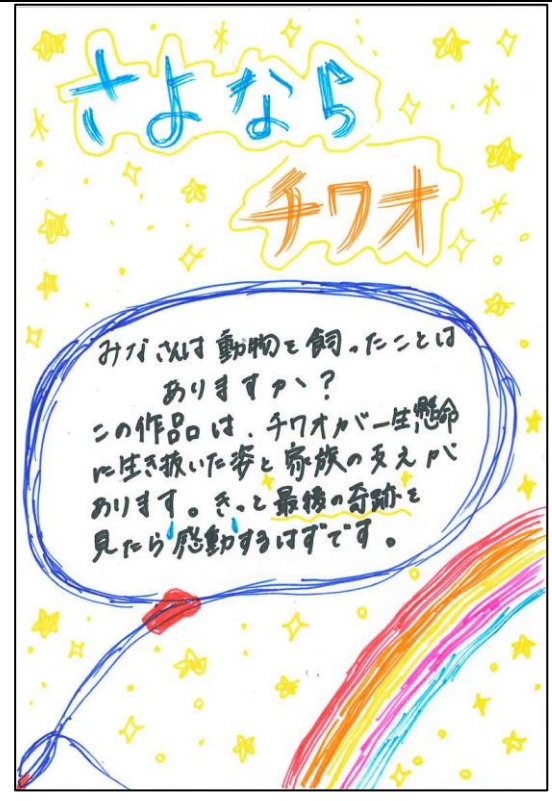 さよなら
チワオ
みなさんは動物を飼ったことは
ありますか?
この作品は、チワオが一生懸命
に生き抜いた姿と家族の支えが
あります。きっと最後の奇跡を
見たら感動するはずです。